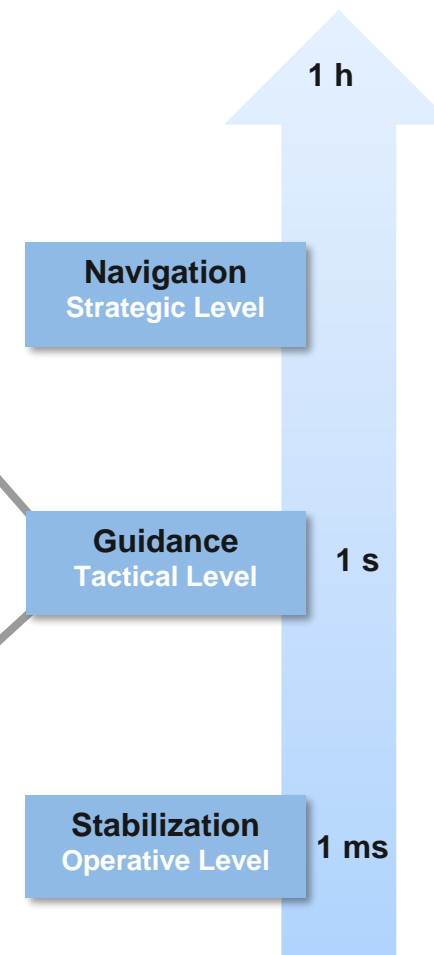 1 h
Navigation
Strategic Level
Guidance
Tactical Level
1 s
Stabilization
Operative Level
1 ms